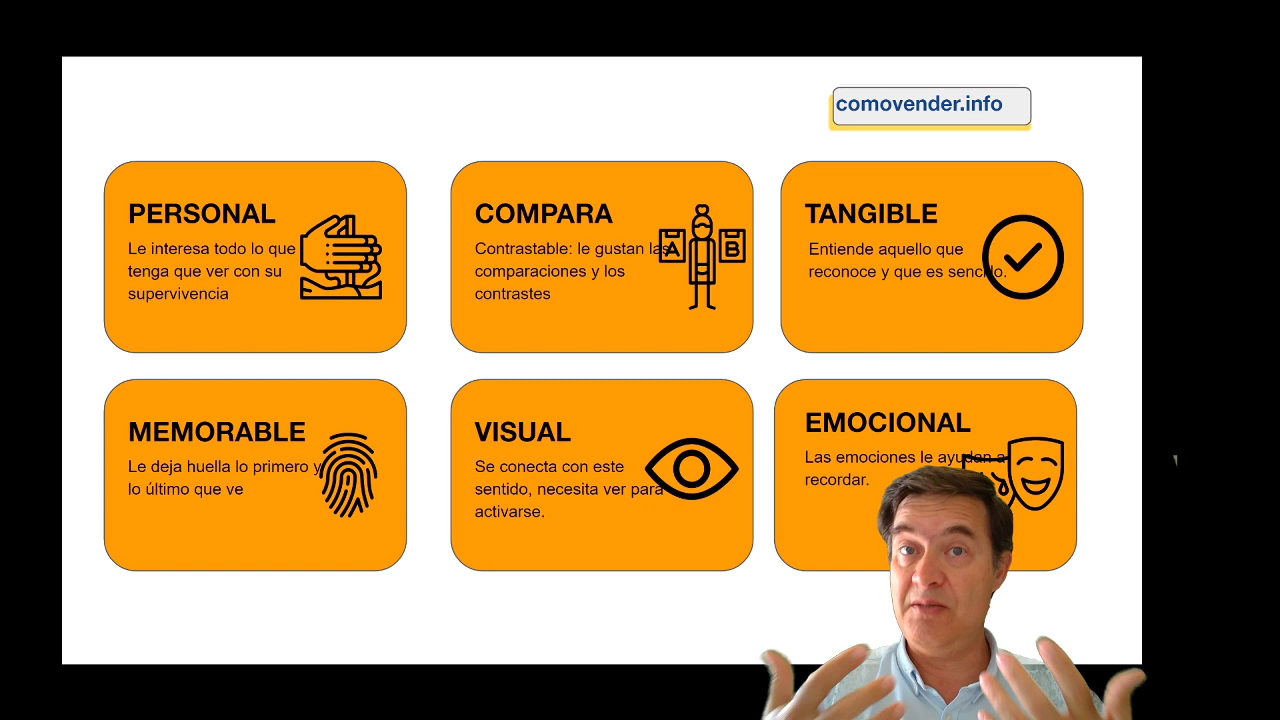 comovender.info
PERSONAL
Le interesa todo lo que
tenga que ver con su
supervivencia
COMPARA
Contrastable: le gustan las
comparaciones y los
contrastes
A
B
TANGIBLE
Entiende aquello que
reconoce y que es sencillo.
MEMORABLE
Le deja huella lo primero y
lo último que ve
VISUAL
Se conecta con este
sentido, necesita ver para
activarse.
EMOCIONAL
Las emociones le ayudan a
recordar.